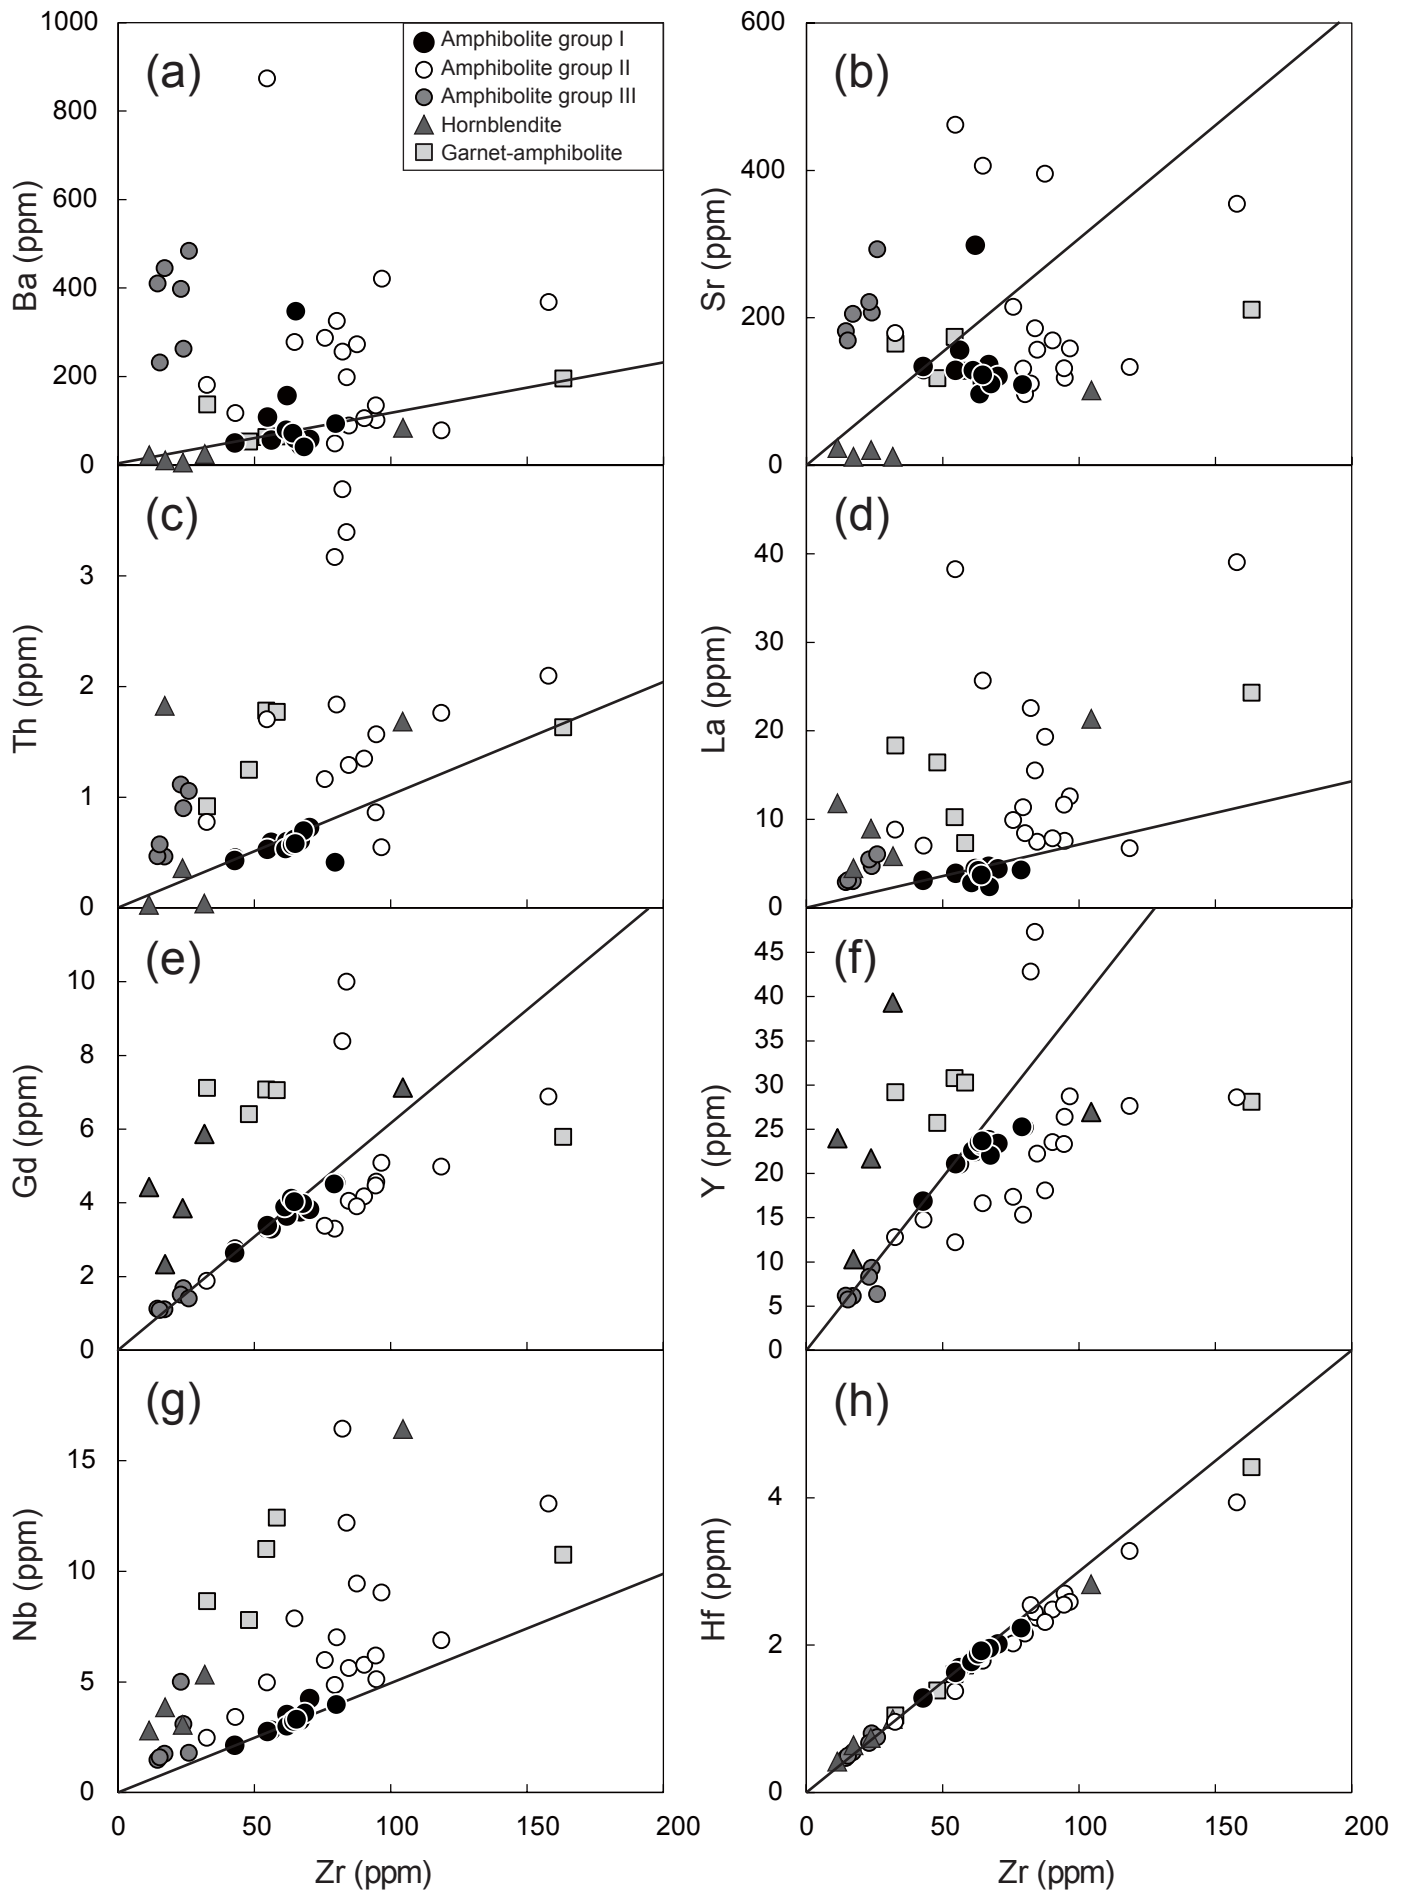 1000
800
600
400
200
0
Ba (ppm)
(a)
Amphibolite group I
Amphibolite group II
Amphibolite group III
Hornblendite
Garnet-amphibolite
600
400
200
0
Sr (ppm)
(b)
3
2
1
0
Th (ppm)
(c)
40
30
20
10
0
La (ppm)
(d)
10
8
6
4
2
0
Gd (ppm)
(e)
45
40
35
30
25
20
15
10
5
0
Y (ppm)
(f)
15
10
5
0
Nb (ppm)
(g)
4
2
0
Hf (ppm)
(h)
0 50 100 150 200
Zr (ppm)
0 50 100 150 200
Zr (ppm)